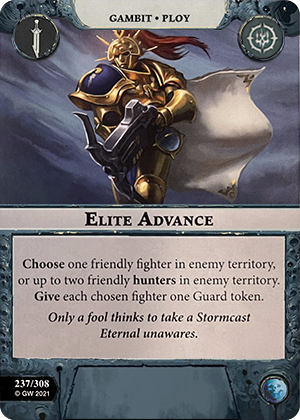 GAMBIT • PLOY
ELITE ADVANCE
Choose one friendly fighter in enemy territory,
or up to two friendly hunters in enemy territory.
Give each chosen fighter one Guard token.
Only a fool thinks to take a Stormcast
Eternal unawares.
237/308
© GW 2021